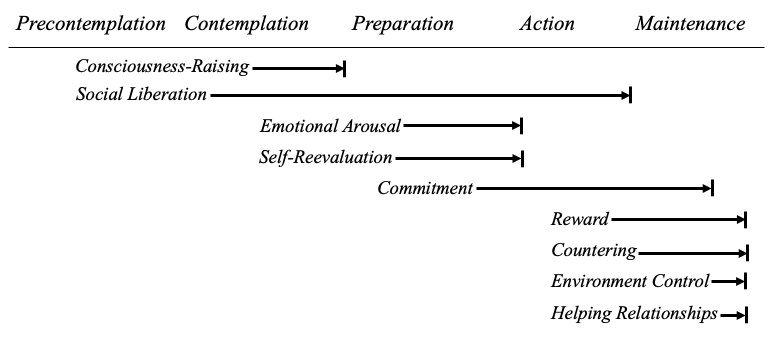 Precontemplation Contemplation Preparation Action Maintenance
Consciousness-Raising
Social Liberation
Emotional Arousal
Self-Reevaluation
Commitment
Reward
Countering
Environment Control
Helping Relationships